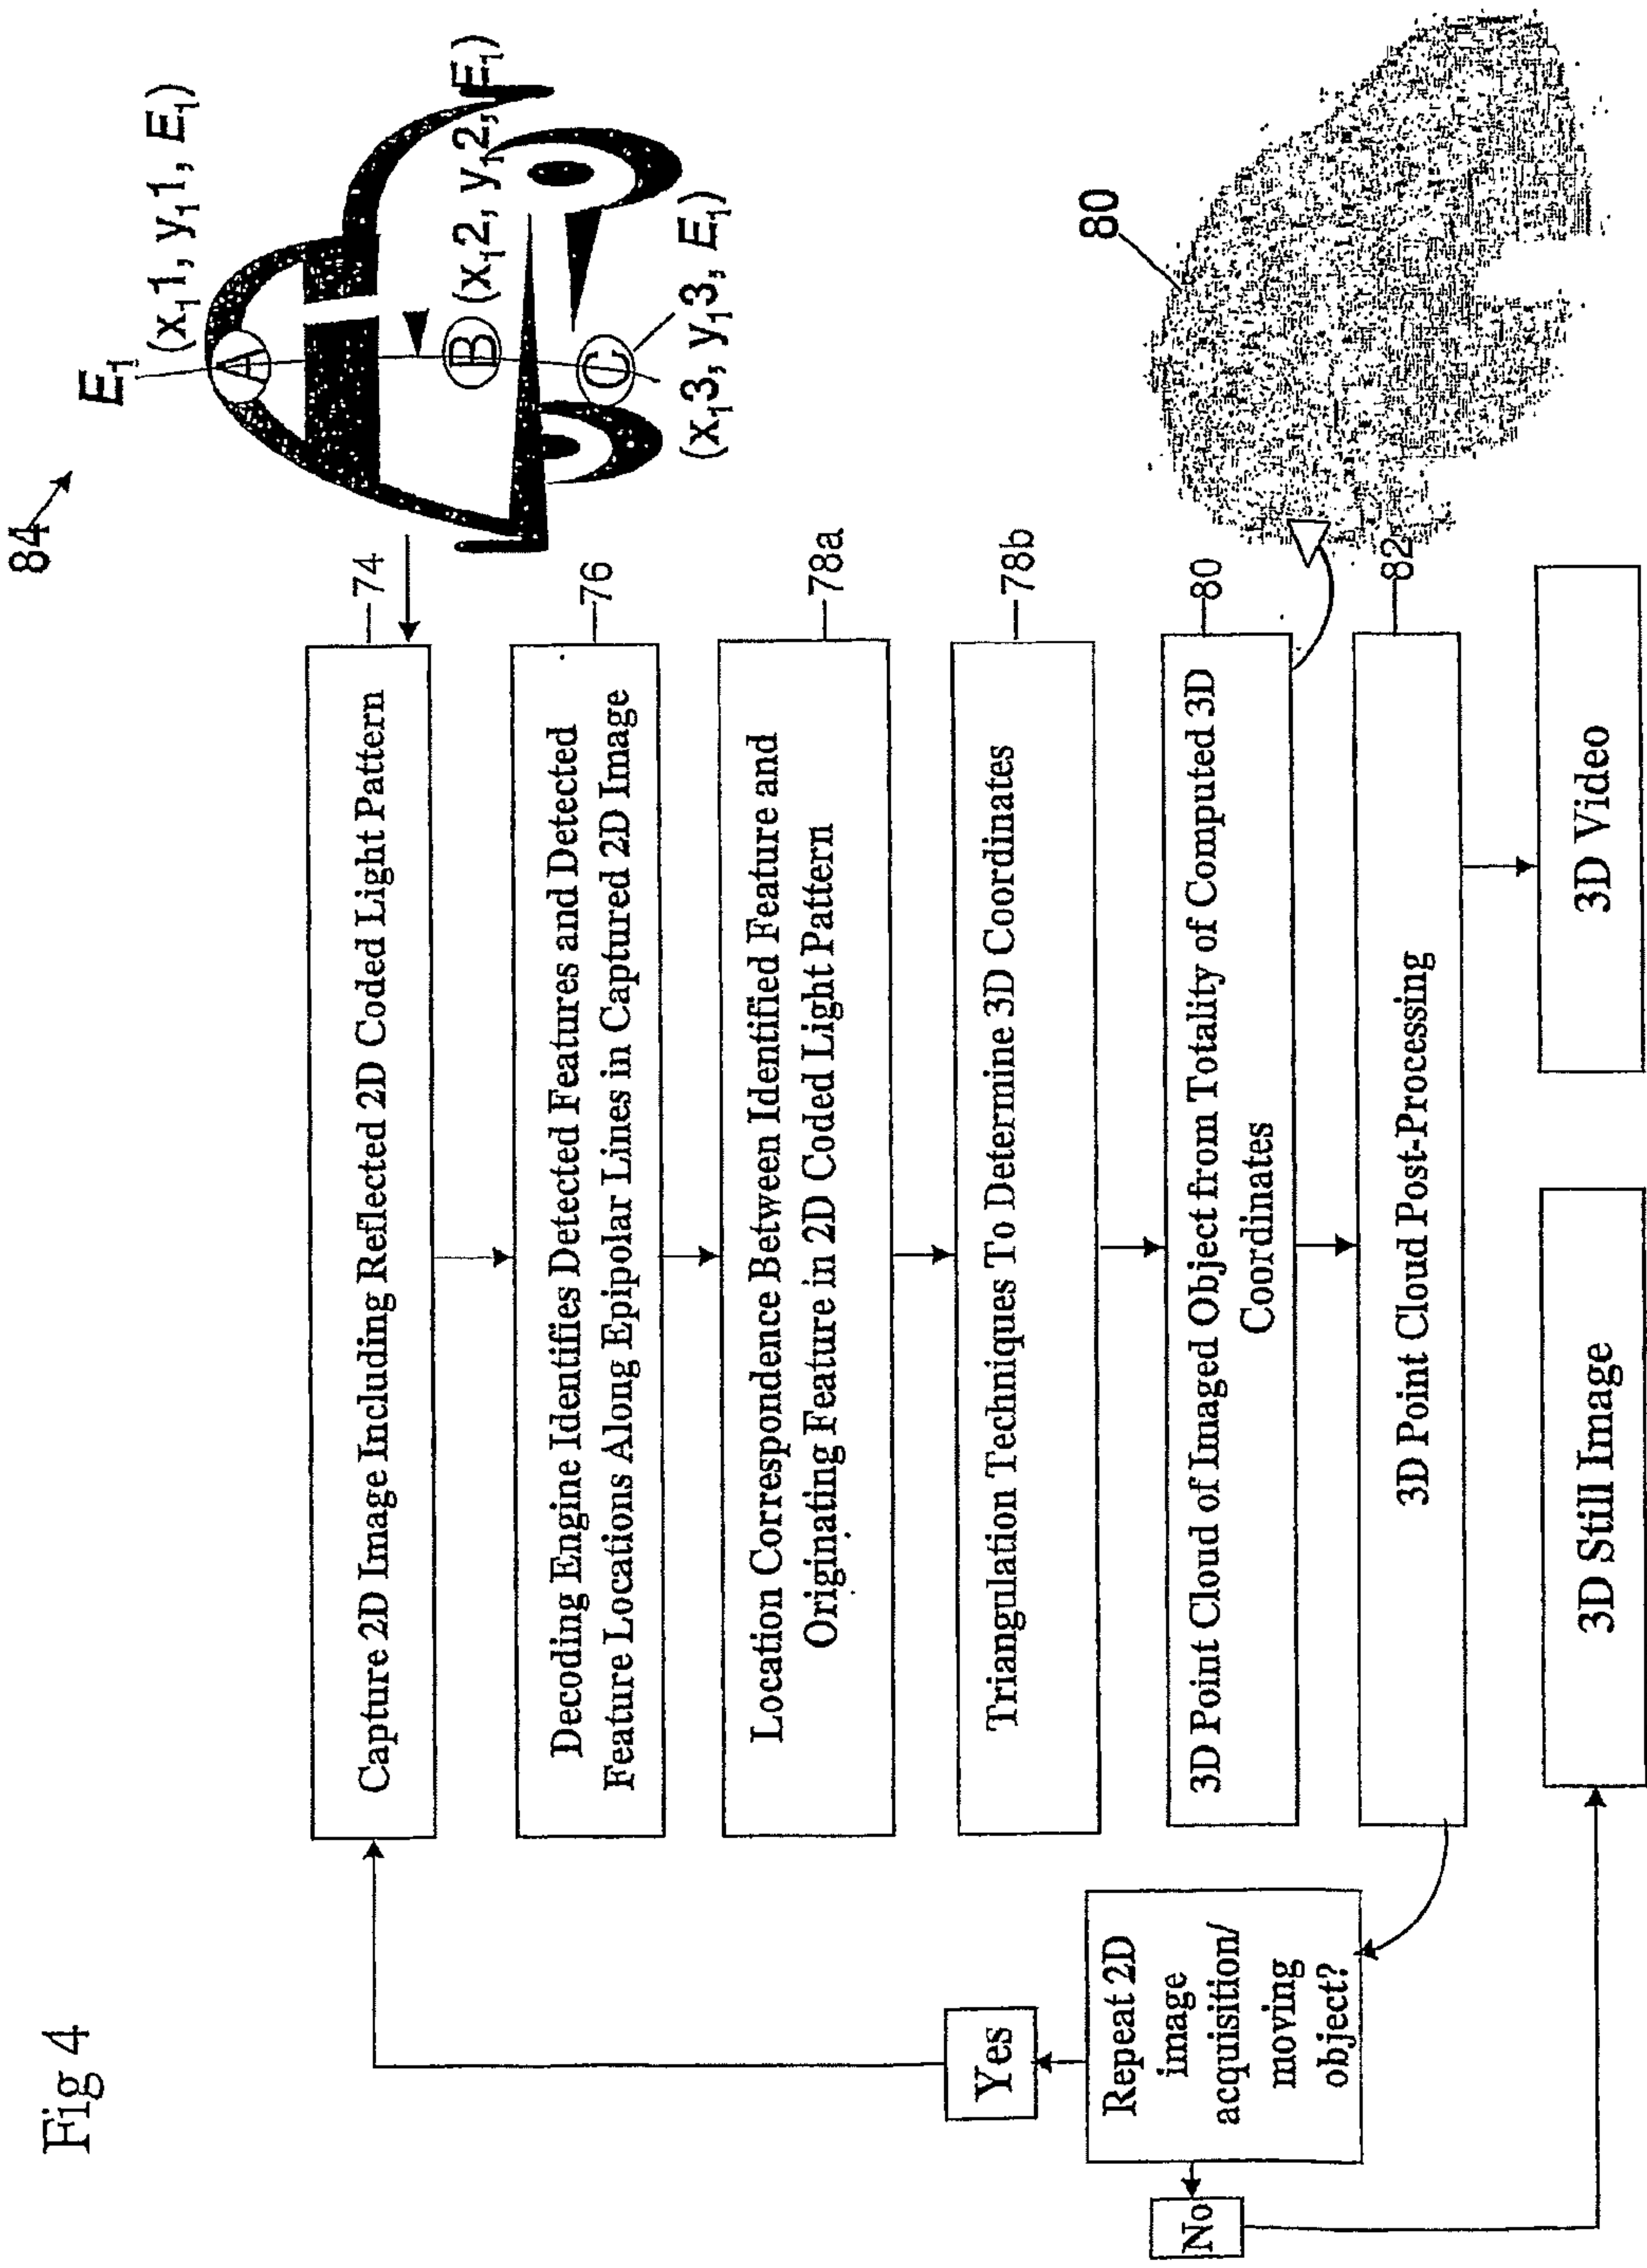 Fig 4
84
E₁
(x₁1, y₁1, E₁)
A
B (x₁2, y₁2, E₁)
C
(x₁3, y₁3, E₁)
Capture 2D Image Including Reflected 2D Coded Light Pattern
74
Decoding Engine Identifies Detected Features and Detected
Feature Locations Along Epipolar Lines in Captured 2D Image
76
Location Correspondence Between Identified Feature and
Originating Feature in 2D Coded Light Pattern
78a
Triangulation Techniques To Determine 3D Coordinates
78b
3D Point Cloud of Imaged Object from Totality of Computed 3D
Coordinates
80
80
3D Point Cloud Post-Processing
82
Repeat 2D
image
acquisition/
moving
object?
Yes
No
3D Still Image
3D Video